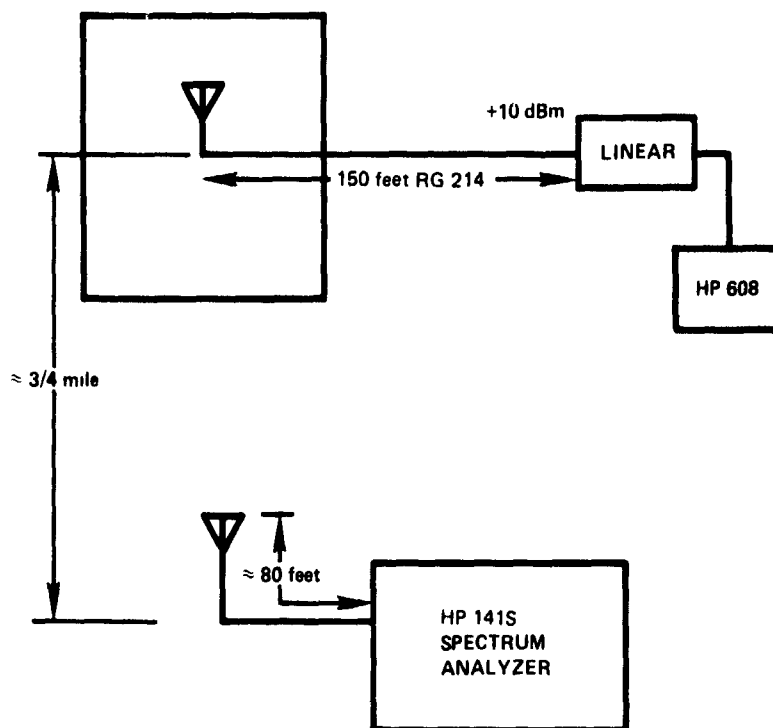 +10 dBm
LINEAR
150 feet RG 214
HP 608
≈ 3/4 mile
≈ 80 feet
HP 141S
SPECTRUM
ANALYZER